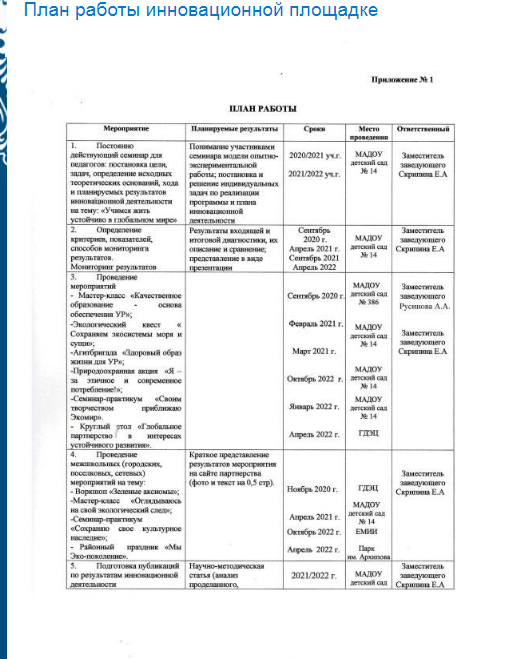 План работы инновационной площадке
Приложение № 1
ПЛАН РАБОТЫ
Мероприятие
Планируемые результаты
Сроки
Место
проведения
Ответственный
1. Постоянно
действующий семинар для
педагогов: постановка цели,
задач, определение исходных
теоретических оснований, хода
и планируемых результатов
инновационной деятельности
на тему: «Учимся жить
устойчиво в глобальном мире»
Понимание участниками
семинара модели опытно-
экспериментальной
работы; постановка и
решение индивидуальных
задач по реализации
программы и плана
инновационной
деятельности
2020/2021 уч.г.
2021/2022 уч.г.
МАДОУ
детский сад
№ 14
Заместитель
заведующего
Скрипина Е.А
2. Определение
критериев, показателей,
способов мониторинга
результатов.
Мониторинг результатов
Результаты входящей и
итоговой диагностики, их
описание и сравнение;
представление в виде
презентации
Сентябрь
2020 г.
Апрель 2021 г.
Сентябрь 2021
Апрель 2022
МАДОУ
детский сад
№ 14
Заместитель
заведующего
Скрипина Е.А
3. Проведение
мероприятий
- Мастер-класс «Качественное
образование - основа
обеспечения УР»;
-Экологический квест «
Сохраняем экосистемы моря и
суши»;
-Агитбригада «Здоровый образ
жизни для УР»;
-Природоохранная акция «Я –
за этичное и современное
потребление!»;
-Семинар-практикум «Своим
творчеством приближаю
Экомир».
- Круглый стол «Глобальное
партнерство в интересах
устойчивого развития».
Сентябрь 2020 г.
Февраль 2021 г.
Март 2021 г.
Октябрь 2022 г.
Январь 2022 г.
Апрель 2022 г.
МАДОУ
детский сад
№ 386
МАДОУ
детский сад
№ 14
МАДОУ
детский сад
№ 14
МАДОУ
детский сад
№ 14
ГДЭЦ
Заместитель
заведующего
Русинова А.А.
Заместитель
заведующего
Скрипина Е.А
4. Проведение
межшкольных (городских,
поселковых, сетевых)
мероприятий на тему:
- Воркшоп «Зеленые аксиомы»;
-Мастер-класс «Оглядываюсь
на свой экологический след»;
-Семинар-практикум
«Сохраню свое культурное
наследие»;
- Районный праздник «Мы
Эко-поколение».
Краткое представление
результатов мероприятия
на сайте партнерства
(фото и текст на 0,5 стр).
Ноябрь 2020 г.
Апрель 2021 г.
Октябрь 2022 г.
Апрель 2022 г.
ГДЭЦ
МАДОУ
детский сад
№ 14
ЕМИИ
Парк
им. Архипова
Заместитель
заведующего
Скрипина Е.А
5. Подготовка публикаций
по результатам инновационной
деятельности
Научно-методическая
статья (анализ
проделанного,
2021/2022 г.
МАДОУ
детский сад
Заместитель
заведующего
Скрипина Е.А